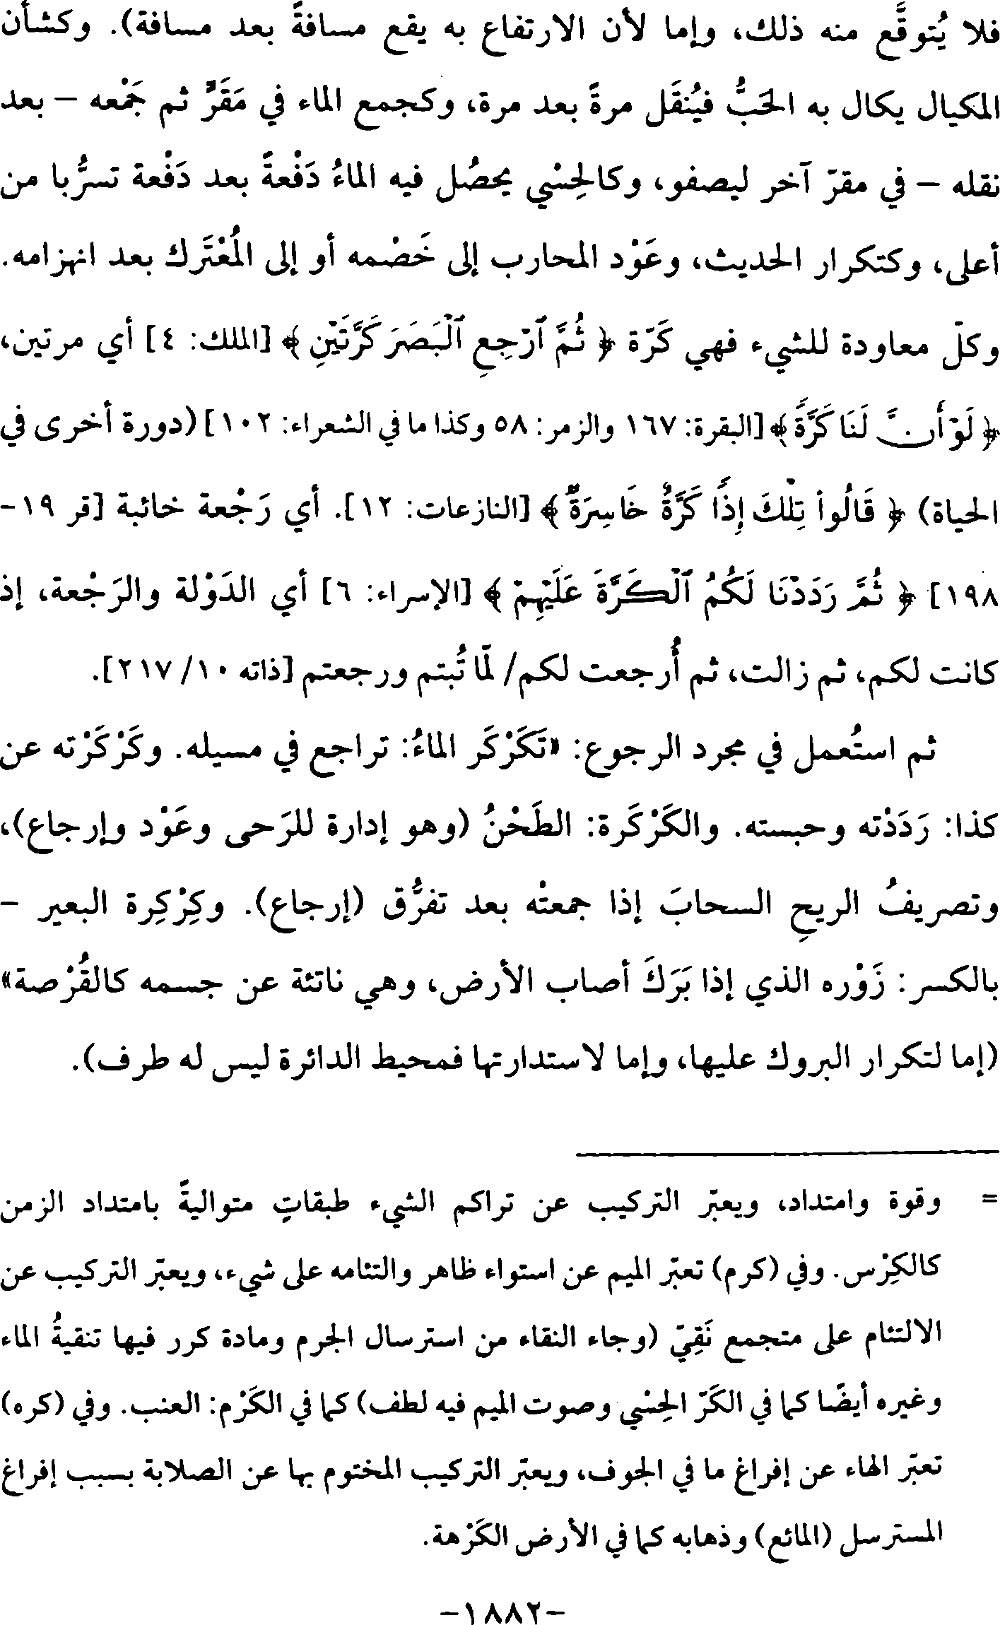 فلا يُتوقَّع منه ذلك، وإما لأن الارتفاع به يقع مسافةً بعد مسافة). وكشأن
المكيال يكال به الحَبُّ فيُنقَل مرةً بعد مرة، وكجمع الماء في مَقَرٍّ ثم جَمْعه – بعد
نقله – في مقرّ آخر ليصفو، وكالحِسْي يحصُل فيه الماءُ دَفْعةً بعد دَفْعة تسرُّبا من
أعلى، وكتكرار الحديث، وعَوْد المحارب إلى خَصْمه أو إلى المُعْتَرك بعد انهزامه.
وكلّ معاودة للشيء فهي كَرّة ﴿ ثُمَّ ٱرْجِعِ ٱلْبَصَرَ كَرَّتَيْنِ ﴾ [الملك: ٤] أي مرتين،
﴿ لَوْ أَنَّ لَنَا كَرَّةً ﴾ [البقرة: ١٦٧ والزمر: ٥٨ وكذا ما في الشعراء: ١٠٢] (دورة أخرى في
الحياة) ﴿ قَالُوا۟ تِلْكَ إِذًا كَرَّةٌ خَاسِرَةٌ ﴾ [النازعات: ١٢]. أي رَجْعة خائبة [قر ١٩-
١٩٨] ﴿ ثُمَّ رَدَدْنَا لَكُمُ ٱلْكَرَّةَ عَلَيْهِمْ ﴾ [الإسراء: ٦] أي الدَوْلة والرَجْعة، إذ
كانت لكم، ثم زالت، ثم أُرجعت لكم/ لمّا تُبتم ورجعتم [ذاته ١٠/ ٢١٧].
ثم استُعمل في مجرد الرجوع: «تَكَرْكَر الماءُ: تراجع في مسيله. وكَرْكَرْته عن
كذا: رَدَدْته وحبسته. والكَرْكَرة: الطَحْنُ (وهو إدارة للرَحى وعَوْد وإرجاع)،
وتصريفُ الريحِ السحابَ إذا جمعتْه بعد تفرُّق (إرجاع). وكِرْكِرة البعير –
بالكسر: زَوْره الذي إذا بَرَكَ أصاب الأرض، وهي ناتئة عن جسمه كالقُرْصة»
(إما لتكرار البروك عليها، وإما لاستدارتها فمحيط الدائرة ليس له طرف).
= وقوة وامتداد، ويعبّر التركيب عن تراكم الشيء طبقاتٍ متواليةً بامتداد الزمن
كالكِرْس. وفي (كرم) تعبّر الميم عن استواء ظاهر والتئامه على شيء، ويعبّر التركيب عن
الالتئام على متجمع نَقِيّ (وجاء النقاء من استرسال الجرم ومادة كرر فيها تنقيةُ الماء
وغيره أيضًا كما في الكَرّ الحِسْي وصوت الميم فيه لطف) كما في الكَرْم: العنب. وفي (كره)
تعبّر الهاء عن إفراغ ما في الجوف، ويعبّر التركيب المختوم بها عن الصلابة بسبب إفراغ
المسترسل (المائع) وذهابه كما في الأرض الكَرْهة.
-١٨٨٢-